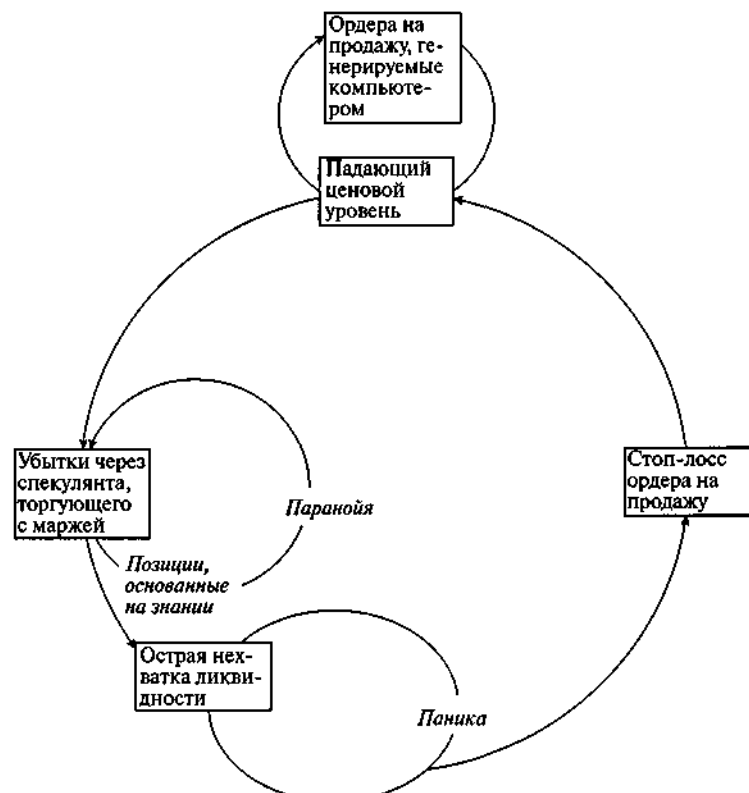 Ордера на
продажу, ге-
нерируемые
компьюте-
ром
Падающий
ценовой
уровень
Убытки через
спекулянта,
торгующего
с маржей
Паранойя
Позиции,
основанные
на знании
Стоп-лосс
ордера на
продажу
Острая нех-
ватка ликви-
дности
Паника